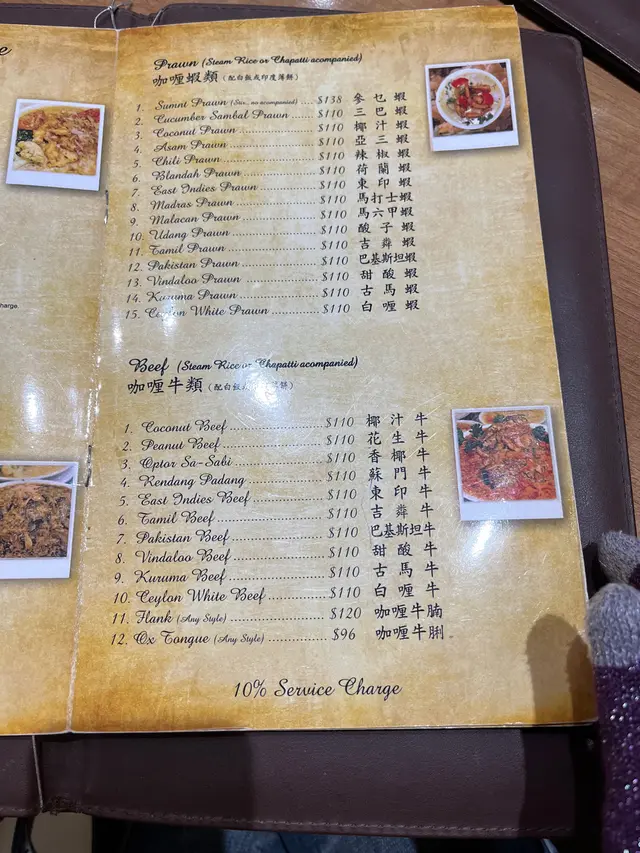 e
Prawn (Steam Rice or Chapatti acompanied)
咖喱蝦類 (配白飯或印度薄餅)
1. Sumnt Prawn (Stir., no acompanied) .... $138 參乜蝦
2. Cucumber Sambal Prawn ...... $110 三巴蝦
3. Coconut Prawn ...... $110 椰汁蝦
4. Asam Prawn ...... $110 亞三蝦
5. Chili Prawn ...... $110 辣椒蝦
6. Blandah Prawn ...... $110 荷蘭蝦
7. East Indies Prawn ...... $110 東印蝦
8. Madras Prawn ...... $110 馬打士蝦
9. Malacan Prawn ...... $110 馬六甲蝦
10. Udang Prawn ...... $110 酸子蝦
11. Tamil Prawn ...... $110 吉舜蝦
12. Pakistan Prawn ...... $110 巴基斯坦蝦
13. Vindaloo Prawn ...... $110 甜酸蝦
14. Kuruma Prawn ...... $110 古馬蝦
15. Ceylon White Prawn ...... $110 白喱蝦
harge.
Beef (Steam Rice or Chapatti acompanied)
咖喱牛類 (配白飯 餅)
1. Coconut Beef ...... $110 椰汁牛
2. Peanut Beef ...... $110 花生牛
3. Optor Sa-Sabi ...... $110 香椰牛
4. Rendang Padang ...... $110 蘇門牛
5. East Indies Beef ...... $110 東印牛
6. Tamil Beef ...... $110 吉舜牛
7. Pakistan Beef ...... $110 巴基斯坦牛
8. Vindaloo Beef ...... $110 甜酸牛
9. Kuruma Beef ...... $110 古馬牛
10. Ceylon White Beef ...... $110 白喱牛
11. Flank (Any Style) ...... $120 咖喱牛腩
12. Ox Tongue (Any Style) ...... $96 咖喱牛脷
10% Service Charge